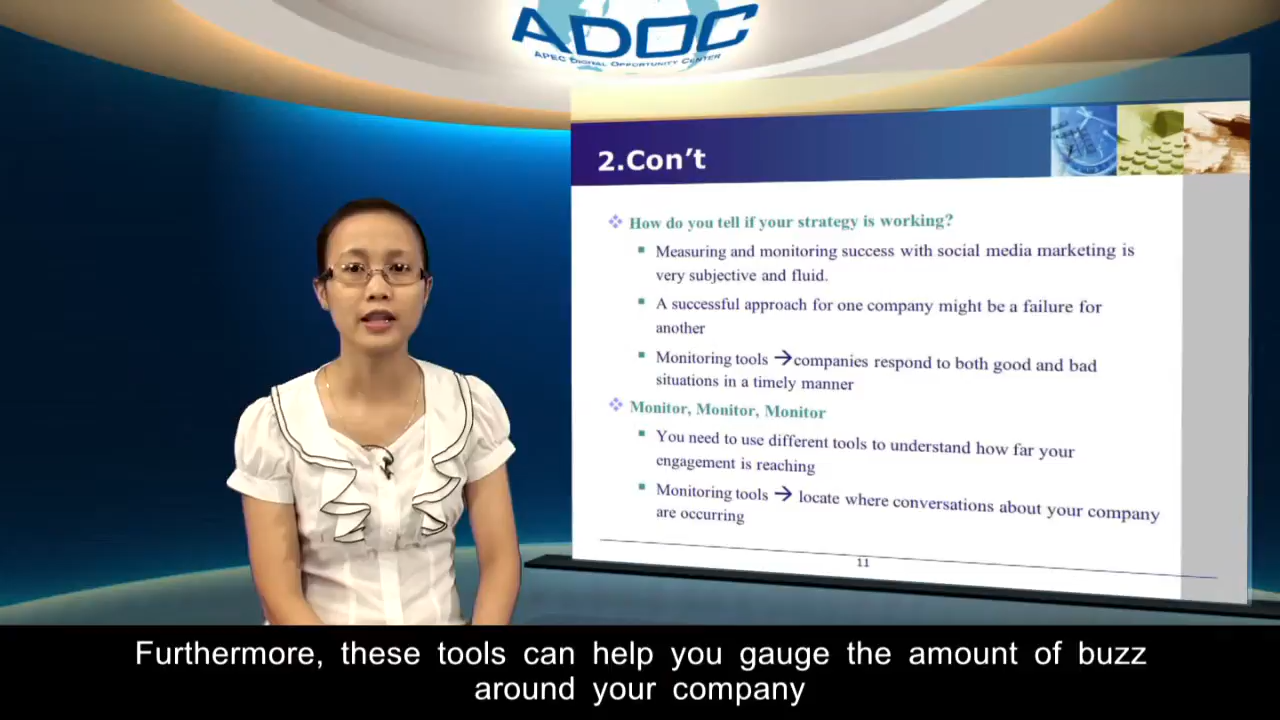 ADOC
APEC DIGITAL OPPORTUNITY CENTER
2.Con't
How do you tell if your strategy is working?
Measuring and monitoring success with social media marketing is
very subjective and fluid.
A successful approach for one company might be a failure for
another
Monitoring tools →companies respond to both good and bad
situations in a timely manner
Monitor, Monitor, Monitor
You need to use different tools to understand how far your
engagement is reaching
Monitoring tools → locate where conversations about your company
are occurring
11
Furthermore, these tools can help you gauge the amount of buzz
around your company